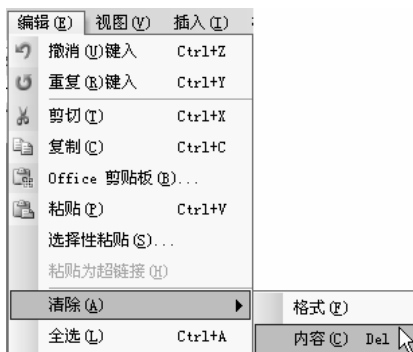 编辑(E) 视图(V) 插入(I)
撤消(U)键入 Ctrl+Z
重复(R)键入 Ctrl+Y
剪切(T) Ctrl+X
复制(C) Ctrl+C
Office 剪贴板(B)...
粘贴(P) Ctrl+V
选择性粘贴(S)...
粘贴为超链接(H)
清除(A)
格式(F)
全选(L) Ctrl+A
内容(C) Del